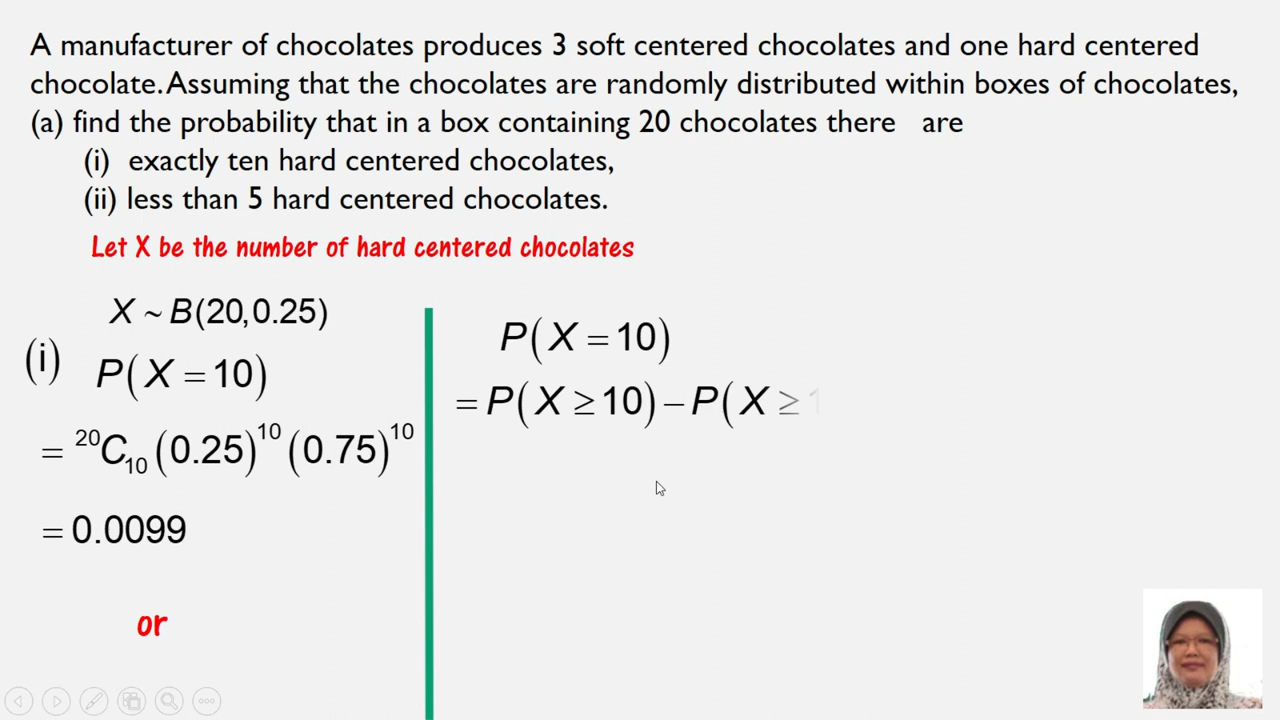 A manufacturer of chocolates produces 3 soft centered chocolates and one hard centered
chocolate. Assuming that the chocolates are randomly distributed within boxes of chocolates,
(a) find the probability that in a box containing 20 chocolates there are
(i) exactly ten hard centered chocolates,
(ii) less than 5 hard centered chocolates.
Let X be the number of hard centered chocolates
X ~ B(20,0.25)
(i) P(X = 10)
= ²⁰C₁₀ (0.25)¹⁰ (0.75)¹⁰
= 0.0099
or
P(X = 10)
= P(X ≥ 10) − P(X ≥ 1